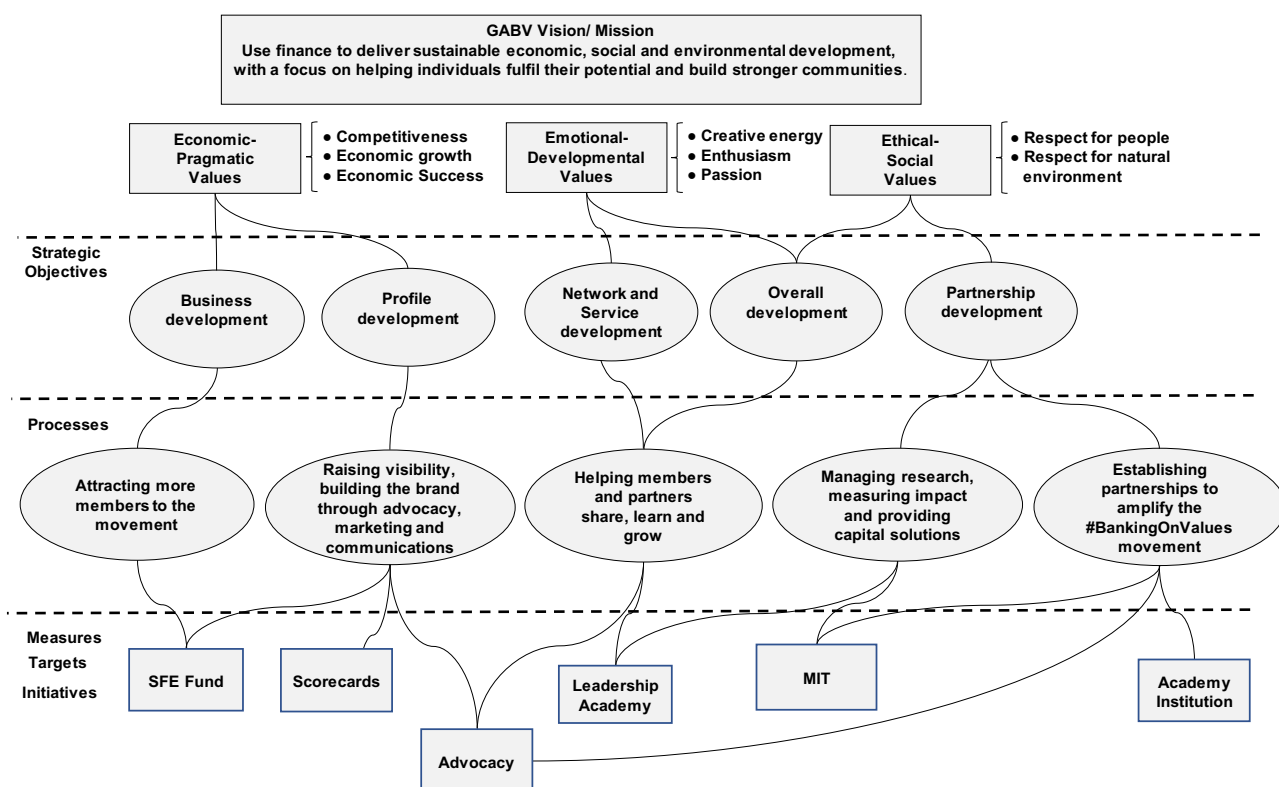 GABV Vision/ Mission
Use finance to deliver sustainable economic, social and environmental development,
with a focus on helping individuals fulfil their potential and build stronger communities.
Economic-
Pragmatic
Values
● Competitiveness
● Economic growth
● Economic Success
Emotional-
Developmental
Values
● Creative energy
● Enthusiasm
● Passion
Ethical-
Social
Values
● Respect for people
● Respect for natural
environment
Strategic
Objectives
Business
development
Profile
development
Network and
Service
development
Overall
development
Partnership
development
Processes
Attracting more
members to the
movement
Raising visibility,
building the brand
through advocacy,
marketing and
communications
Helping members
and partners
share, learn and
grow
Managing research,
measuring impact
and providing
capital solutions
Establishing
partnerships to
amplify the
#BankingOnValues
movement
Measures
Targets
Initiatives
SFE Fund
Scorecards
Leadership
Academy
MIT
Academy
Institution
Advocacy